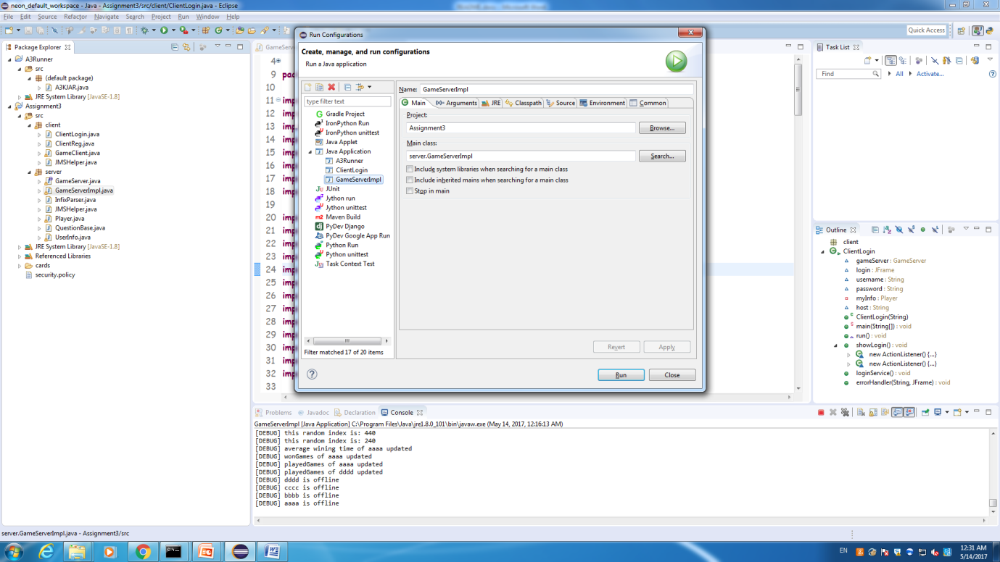 neon_default_workspace - Java - Assignment3/src/client/ClientLogin.java - Eclipse
File Edit Source Refactor Navigate Search Project Run Window Help
Quick Access
Package Explorer
A3Runner
src
(default package)
A3KJAR.java
JRE System Library [JavaSE-1.8]
Assignment3
src
client
ClientLogin.java
ClientReg.java
GameClient.java
JMSHelper.java
server
GameServer.java
GameServerImpl.java
InfixParser.java
JMSHelper.java
Player.java
QuestionBase.java
UserInfo.java
JRE System Library [JavaSE-1.8]
Referenced Libraries
cards
security.policy
GameServ
4
9 pac
10
11 imp
12 imp
13 imp
14 imp
15 imp
16 imp
17 imp
18 imp
19
20 imp
21 imp
22 imp
23 imp
24 imp
25 imp
26 imp
27 imp
28 imp
29 imp
30 imp
31 imp
32 imp
33
Run Configurations
Create, manage, and run configurations
Run a Java application
type filter text
Gradle Project
IronPython Run
IronPython unittest
Java Applet
Java Application
A3Runner
ClientLogin
GameServerImpl
JUnit
Jython run
Jython unittest
Maven Build
PyDev Django
PyDev Google App Run
Python Run
Python unittest
Task Context Test
Filter matched 17 of 20 items
Name: GameServerImpl
Main Arguments JRE Classpath Source Environment Common
Project:
Assignment3 Browse...
Main class:
server.GameServerImpl Search...
Include system libraries when searching for a main class
Include inherited mains when searching for a main class
Stop in main
Revert Apply
Run Close
Task List
Find All Activate...
Outline
client
ClientLogin
gameServer : GameServer
login : JFrame
username : String
password : String
myInfo : Player
host : String
ClientLogin(String)
main(String[]) : void
run() : void
showLogin() : void
new ActionListener() {...}
new ActionListener() {...}
loginService() : void
errorHandler(String, JFrame) : void
Problems Javadoc Declaration Console
GameServerImpl [Java Application] C:\Program Files\Java\jre1.8.0_101\bin\javaw.exe (May 14, 2017, 12:16:13 AM)
[DEBUG] this random index is: 440
[DEBUG] this random index is: 240
[DEBUG] average wining time of aaaa updated
[DEBUG] wonGames of aaaa updated
[DEBUG] playedGames of aaaa updated
[DEBUG] playedGames of dddd updated
[DEBUG] dddd is offline
[DEBUG] cccc is offline
[DEBUG] bbbb is offline
[DEBUG] aaaa is offline
server.GameServerImpl.java - Assignment3/src
EN
12:31 AM
5/14/2017